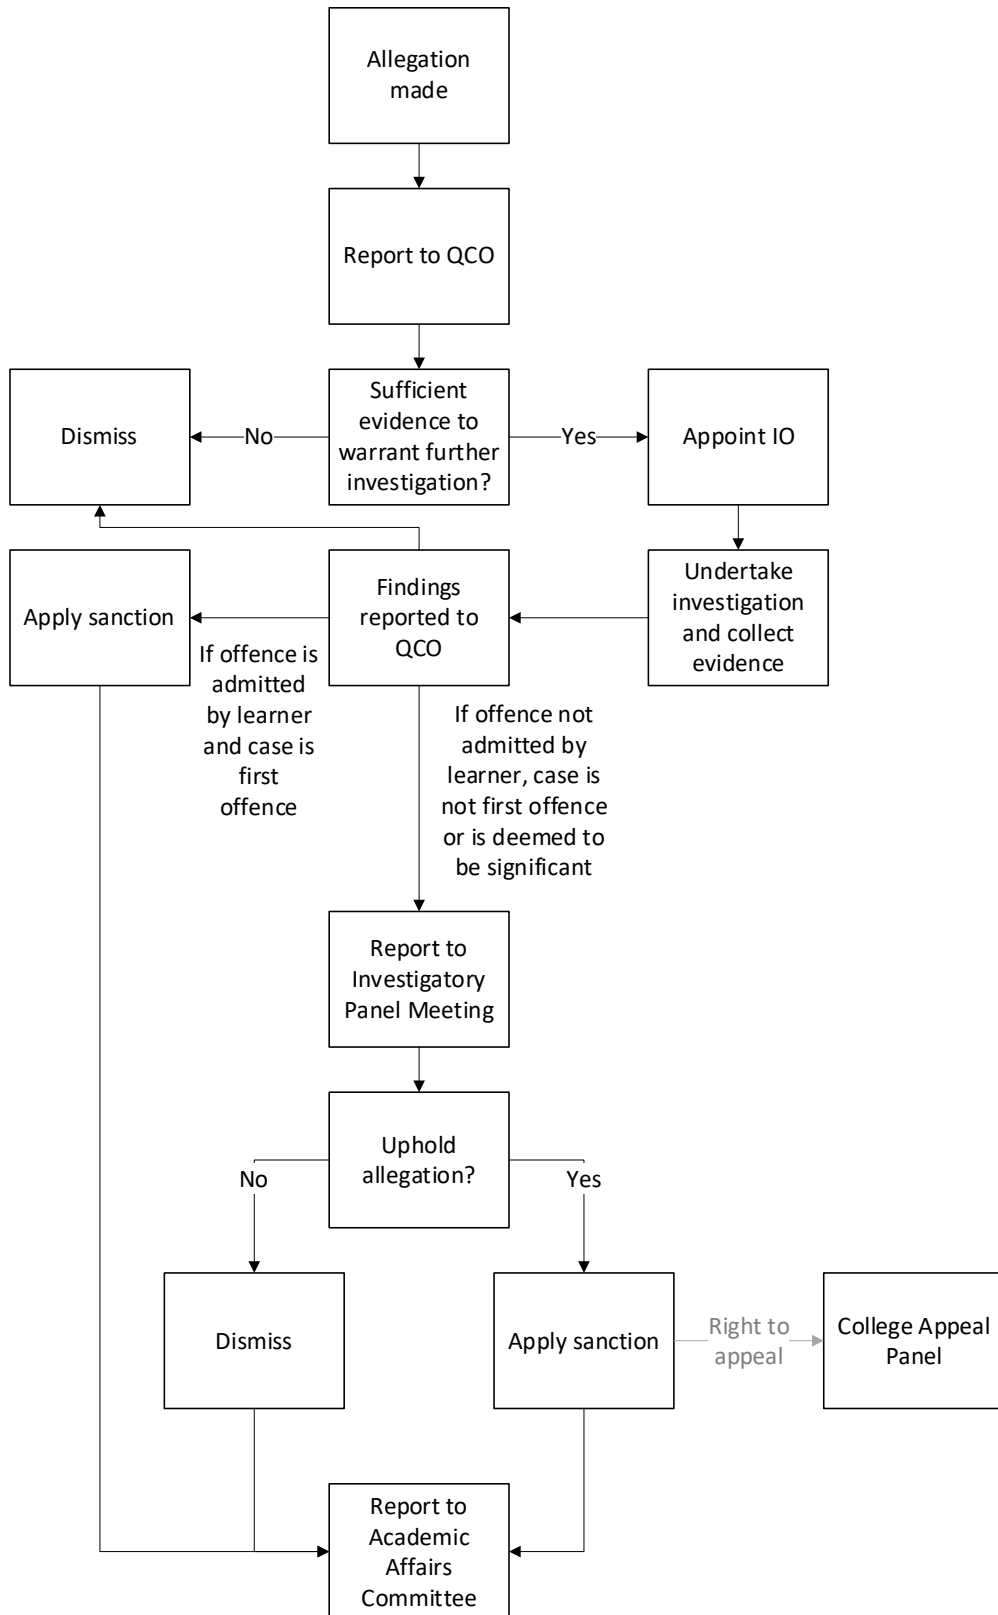 Allegation
made
Report to QCO
Dismiss
No
Sufficient
evidence to
warrant further
investigation?
Yes
Appoint IO
Apply sanction
Findings
reported to
QCO
Undertake
investigation
and collect
evidence
If offence is
admitted
by learner
and case is
first
offence
If offence not
admitted by
learner, case is
not first offence
or is deemed to
be significant
Report to
Investigatory
Panel Meeting
Uphold
allegation?
No
Yes
Dismiss
Apply sanction
Right to
appeal
College Appeal
Panel
Report to
Academic
Affairs
Committee